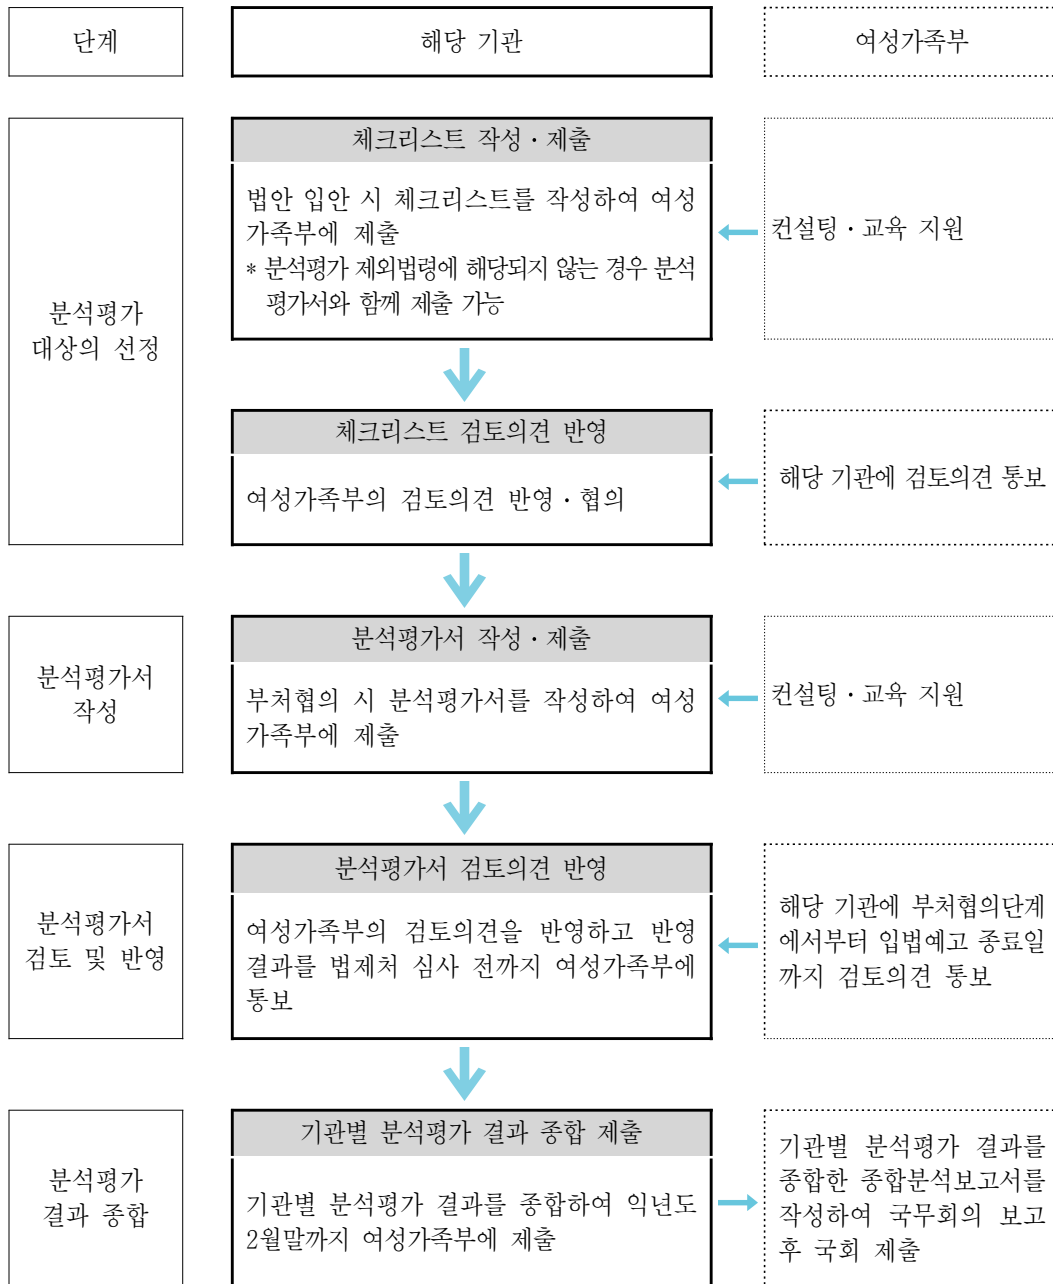 단계
해당 기관
여성가족부
분석평가
대상의 선정
체크리스트 작성·제출
법안 입안 시 체크리스트를 작성하여 여성
가족부에 제출
* 분석평가 제외법령에 해당되지 않는 경우 분석
평가서와 함께 제출 가능
컨설팅·교육 지원
체크리스트 검토의견 반영
여성가족부의 검토의견 반영·협의
해당 기관에 검토의견 통보
분석평가서
작성
분석평가서 작성·제출
부처협의 시 분석평가서를 작성하여 여성
가족부에 제출
컨설팅·교육 지원
분석평가서
검토 및 반영
분석평가서 검토의견 반영
여성가족부의 검토의견을 반영하고 반영
결과를 법제처 심사 전까지 여성가족부에
통보
해당 기관에 부처협의단계
에서부터 입법예고 종료일
까지 검토의견 통보
분석평가
결과 종합
기관별 분석평가 결과 종합 제출
기관별 분석평가 결과를 종합하여 익년도
2월말까지 여성가족부에 제출
기관별 분석평가 결과를
종합한 종합분석보고서를
작성하여 국무회의 보고
후 국회 제출